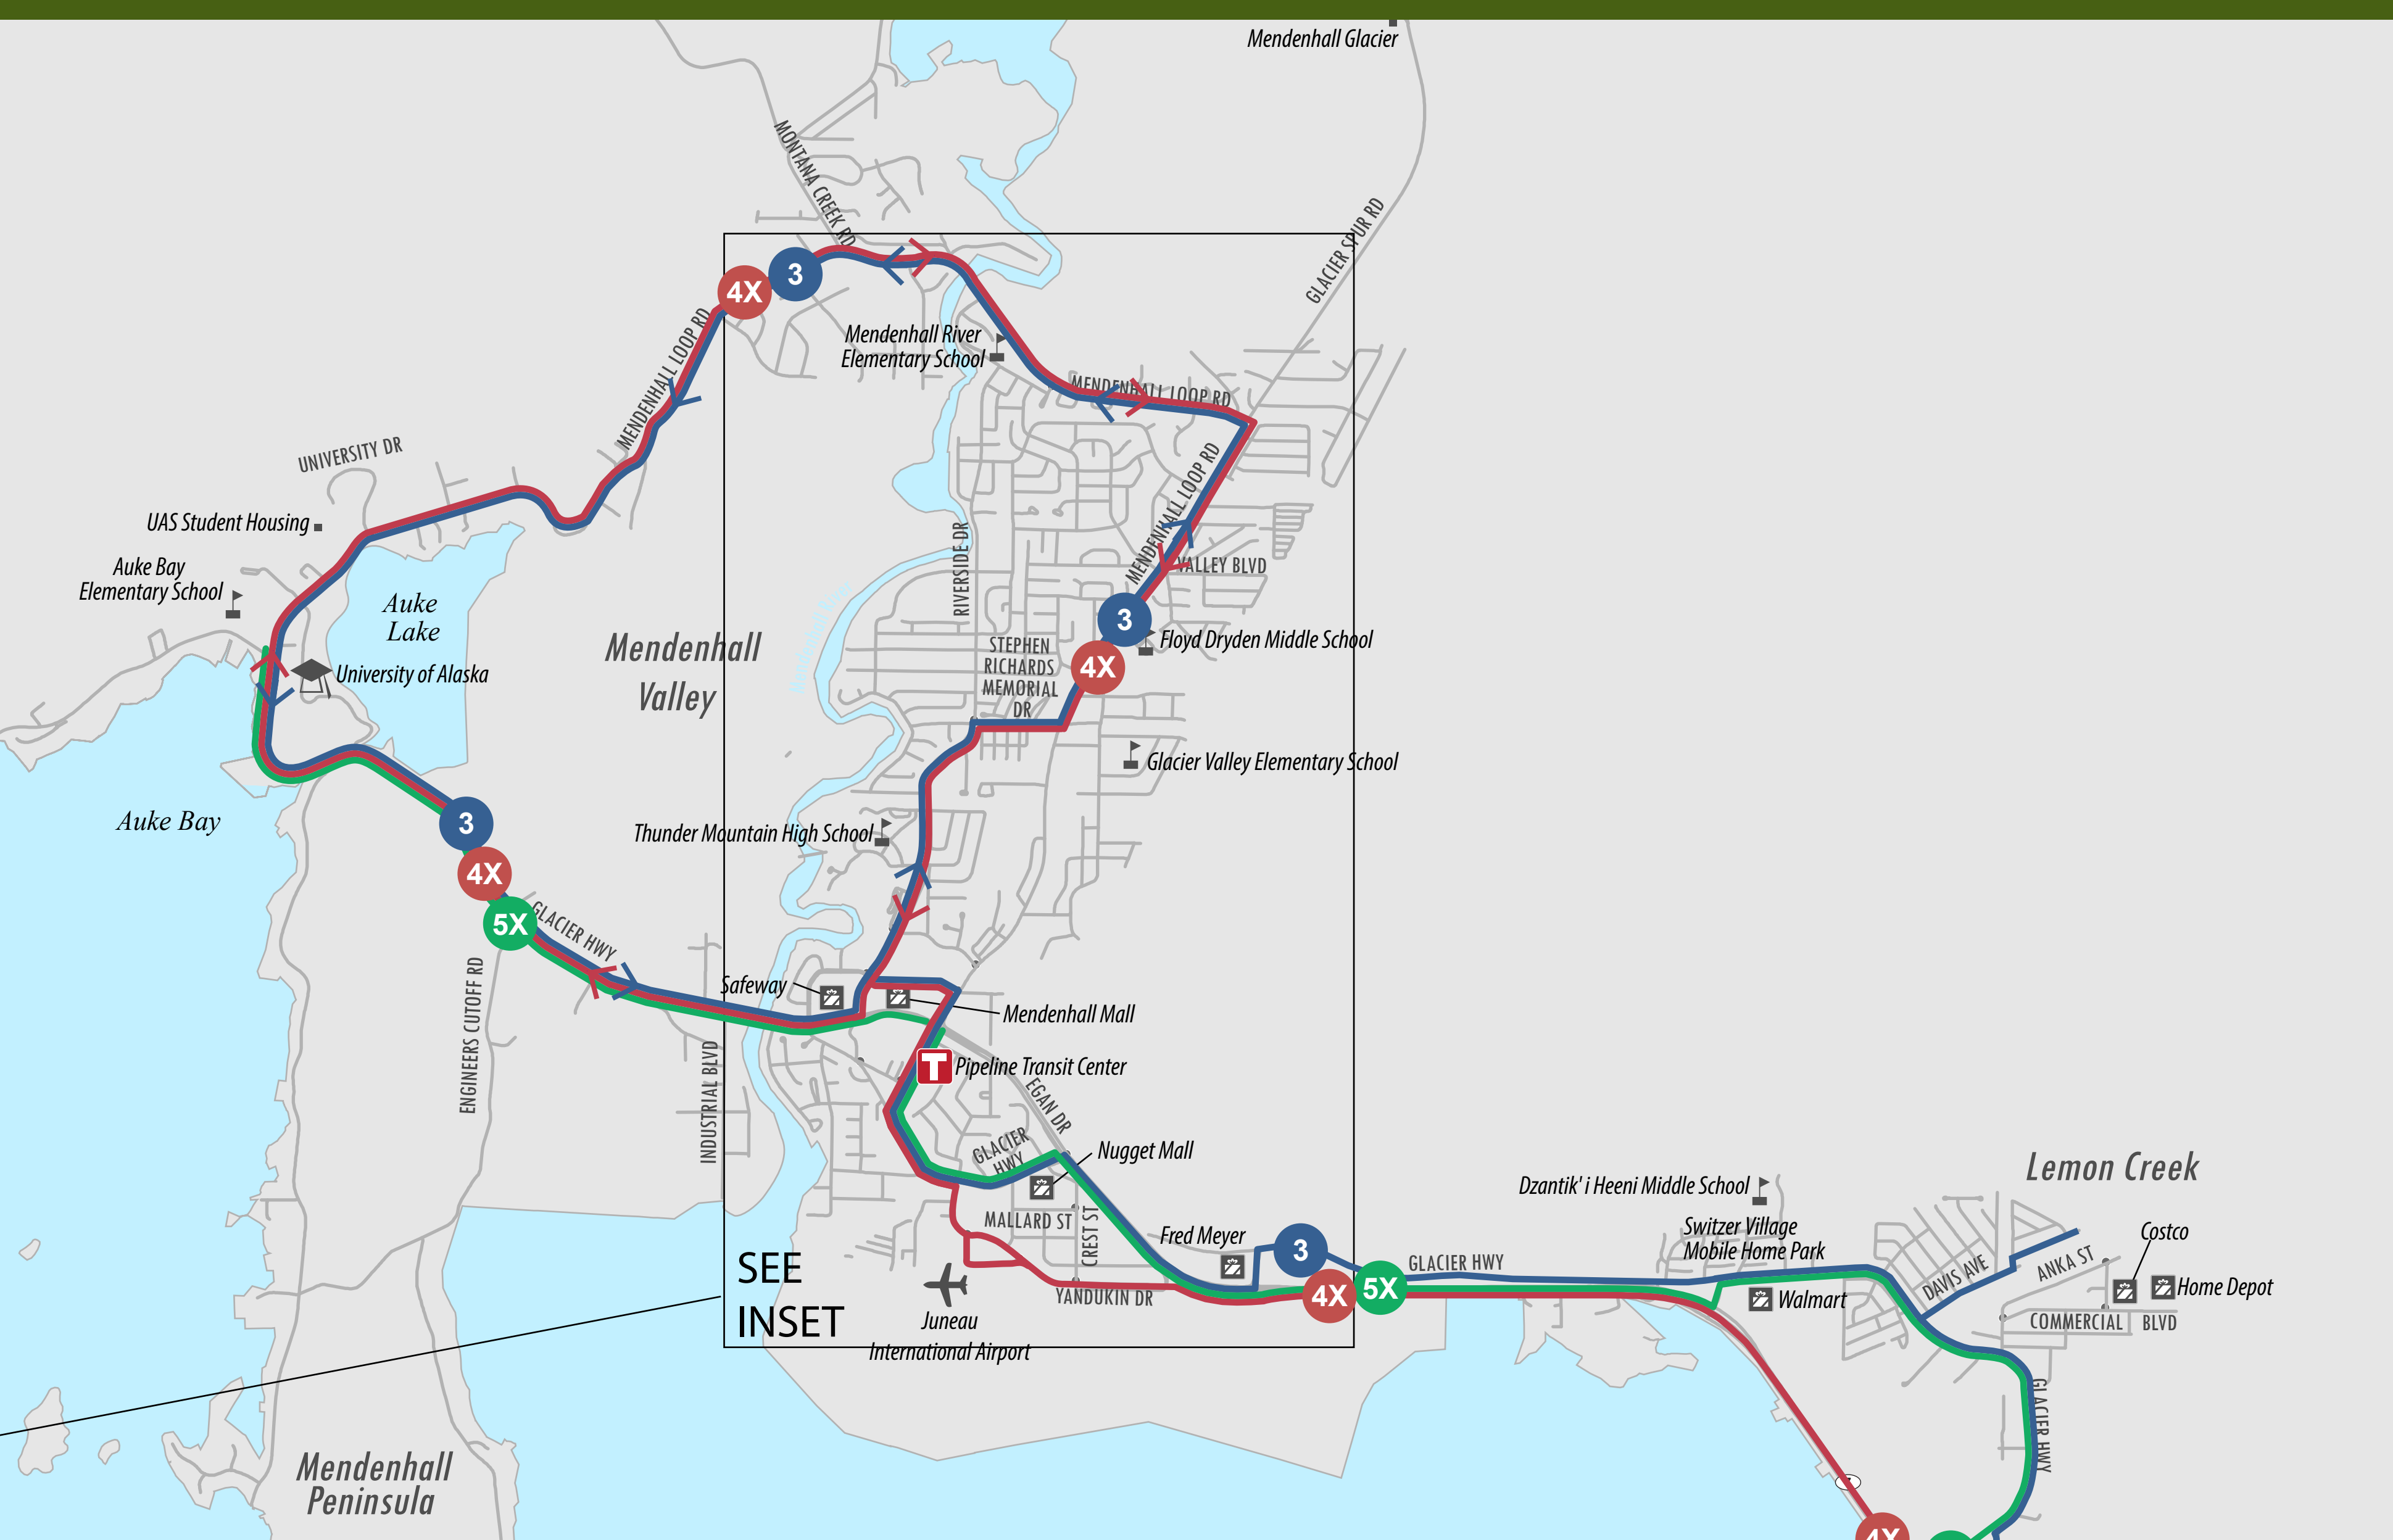 Mendenhall Glacier
MONTANA CREEK RD
GLACIER SPUR RD
4X
3
MENDENHALL LOOP RD
Mendenhall River
Elementary School
MENDENHALL LOOP RD
UNIVERSITY DR
MENDENHALL LOOP RD
UAS Student Housing
RIVERSIDE DR
VALLEY BLVD
Auke Bay
Elementary School
Auke
Lake
Mendenhall River
3
Mendenhall
Valley
STEPHEN
RICHARDS
MEMORIAL
DR
Floyd Dryden Middle School
4X
University of Alaska
Glacier Valley Elementary School
Auke Bay
3
Thunder Mountain High School
4X
5X
GLACIER HWY
Safeway
Mendenhall Mall
ENGINEERS CUTOFF RD
INDUSTRIAL BLVD
T
Pipeline Transit Center
EGAN DR
GLACIER
HWY
Nugget Mall
MALLARD ST
CREST ST
Fred Meyer
3
Dzantik' i Heeni Middle School
Lemon Creek
Switzer Village
Mobile Home Park
Costco
SEE
INSET
YANDUKIN DR
4X
5X
GLACIER HWY
Walmart
DAVIS AVE
ANKA ST
Home Depot
COMMERCIAL BLVD
Juneau
International Airport
GLACIER HWY
Mendenhall
Peninsula
4X